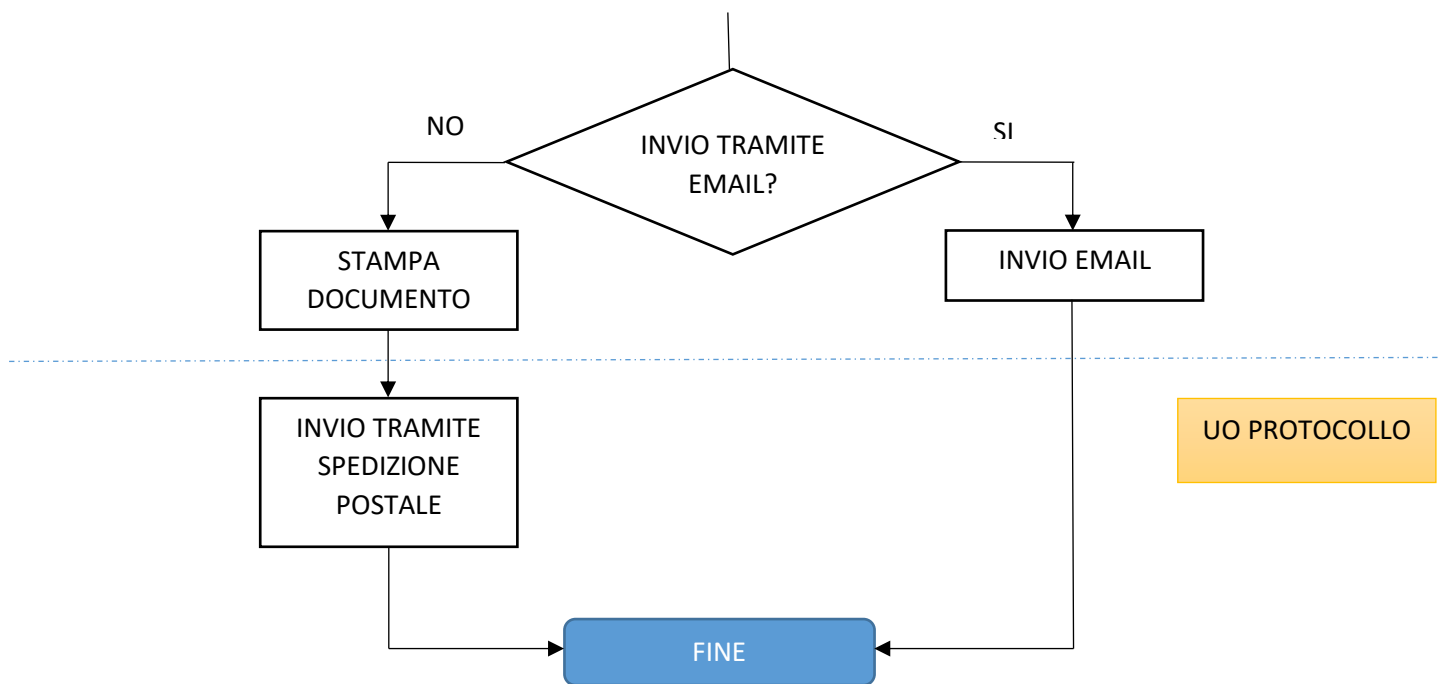 NO
SI
INVIO TRAMITE
EMAIL?
STAMPA
DOCUMENTO
INVIO EMAIL
INVIO TRAMITE
SPEDIZIONE
POSTALE
UO PROTOCOLLO
FINE